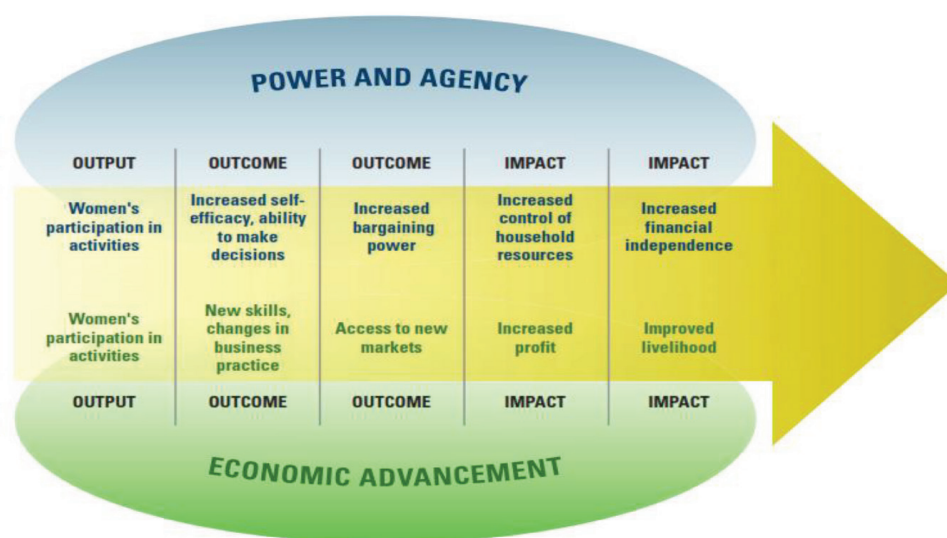 POWER AND AGENCY
OUTPUT OUTCOME OUTCOME IMPACT IMPACT
Women's
participation in
activities
Increased self-
efficacy, ability
to make
decisions
Increased
bargaining
power
Increased
control of
household
resources
Increased
financial
independence
Women's
participation in
activities
New skills,
changes in
business
practice
Access to new
markets
Increased
profit
Improved
livelihood
OUTPUT OUTCOME OUTCOME IMPACT IMPACT
ECONOMIC ADVANCEMENT